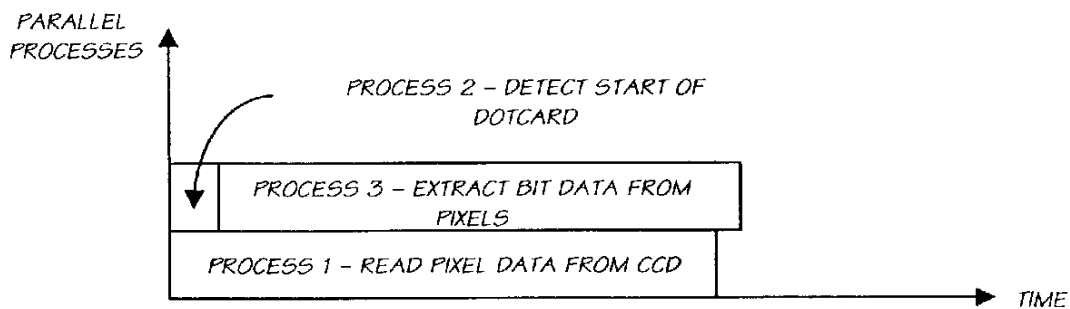 PARALLEL
PROCESSES
PROCESS 2 – DETECT START OF
DOTCARD
PROCESS 3 – EXTRACT BIT DATA FROM
PIXELS
PROCESS 1 – READ PIXEL DATA FROM CCD
TIME